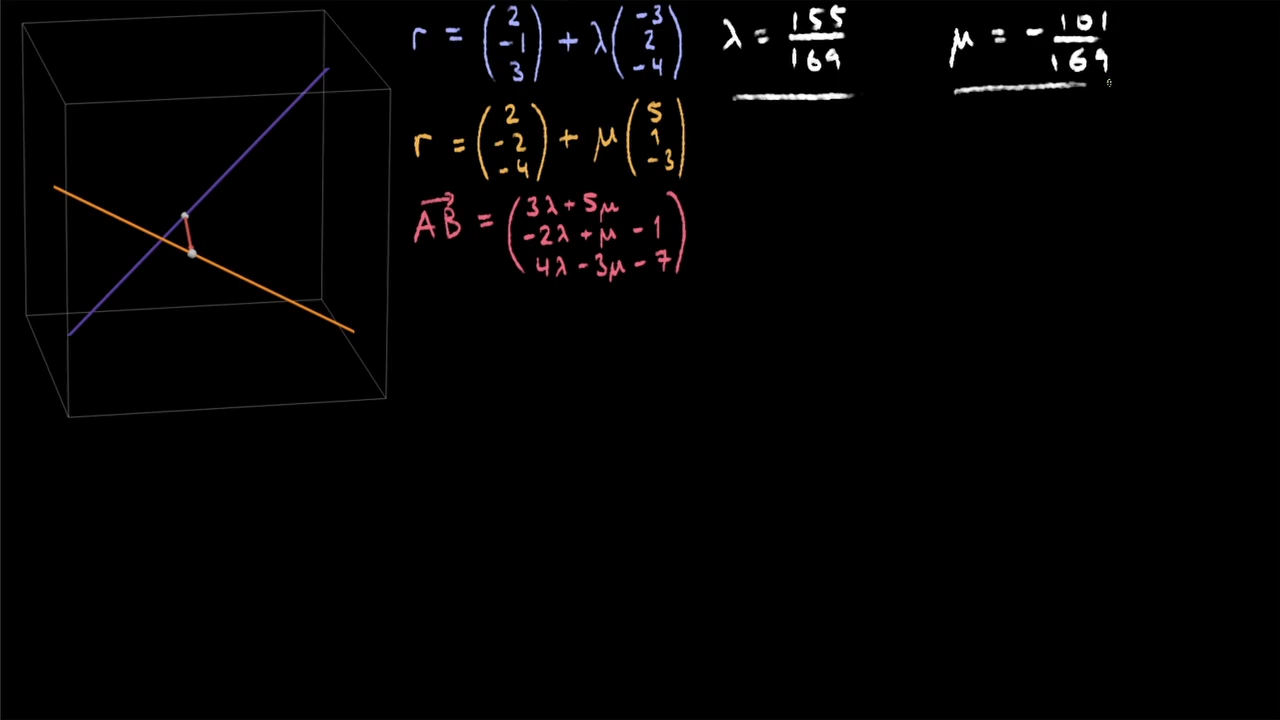 r = (2 -1 3) + λ(-3 2 -4)
λ = 155/169
μ = -101/169
r = (2 -2 -4) + μ(5 1 -3)
AB→ = (3λ + 5μ
-2λ + μ - 1
4λ - 3μ - 7)